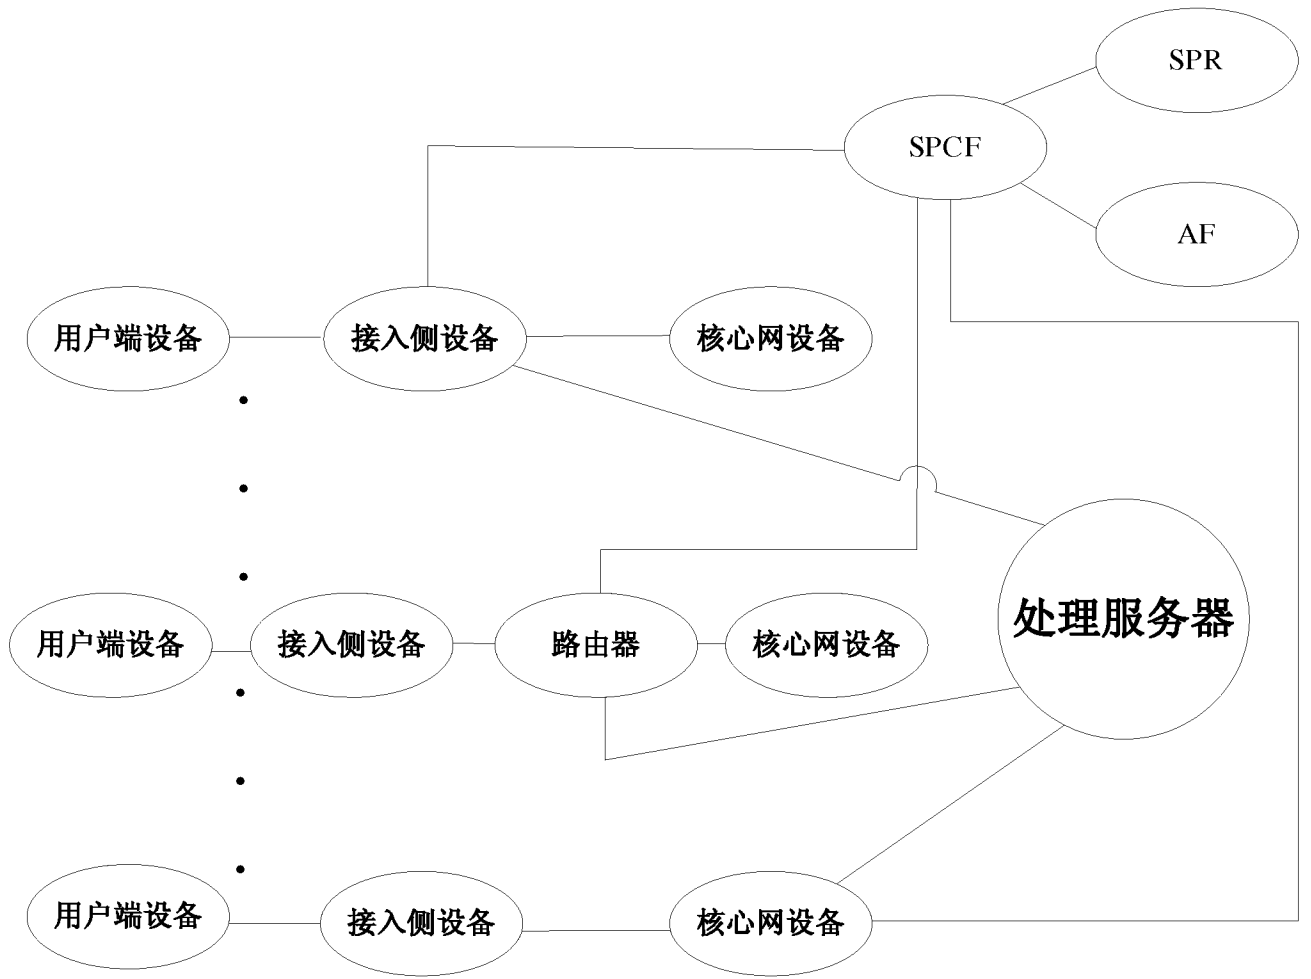 SPR
SPCF
AF
用户端设备
接入侧设备
核心网设备
处理服务器
用户端设备
接入侧设备
路由器
核心网设备
用户端设备
接入侧设备
核心网设备